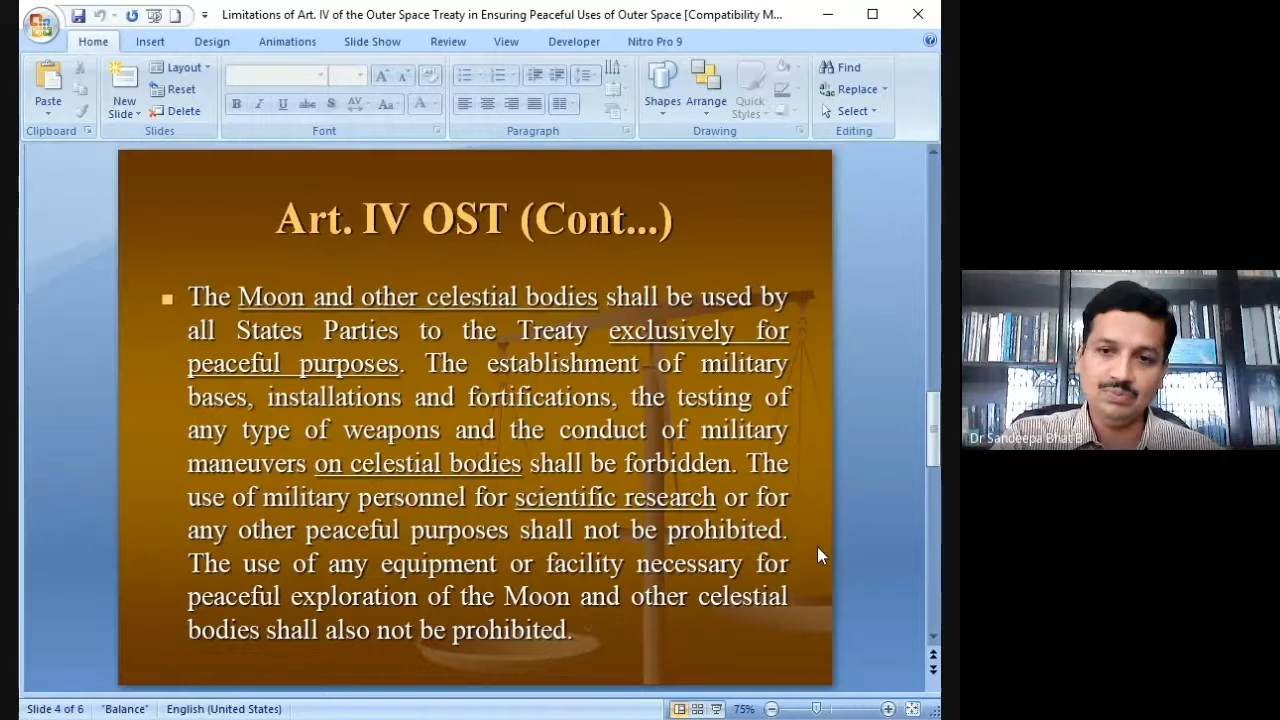 Limitations of Art. IV of the Outer Space Treaty in Ensuring Peaceful Uses of Outer Space [Compatibility M...
Home Insert Design Animations Slide Show Review View Developer Nitro Pro 9
Paste
Clipboard
New
Slide
Layout
Reset
Delete
Slides
B I U abc S AV Aa A
Font
Paragraph
Shapes
Arrange
Quick
Styles
Drawing
Find
Replace
Select
Editing
Art. IV OST (Cont...)
The Moon and other celestial bodies shall be used by
all States Parties to the Treaty exclusively for
peaceful purposes. The establishment of military
bases, installations and fortifications, the testing of
any type of weapons and the conduct of military
maneuvers on celestial bodies shall be forbidden. The
use of military personnel for scientific research or for
any other peaceful purposes shall not be prohibited.
The use of any equipment or facility necessary for
peaceful exploration of the Moon and other celestial
bodies shall also not be prohibited.
Dr Sandeepa Bhat B
Slide 4 of 6 "Balance" English (United States) 75%